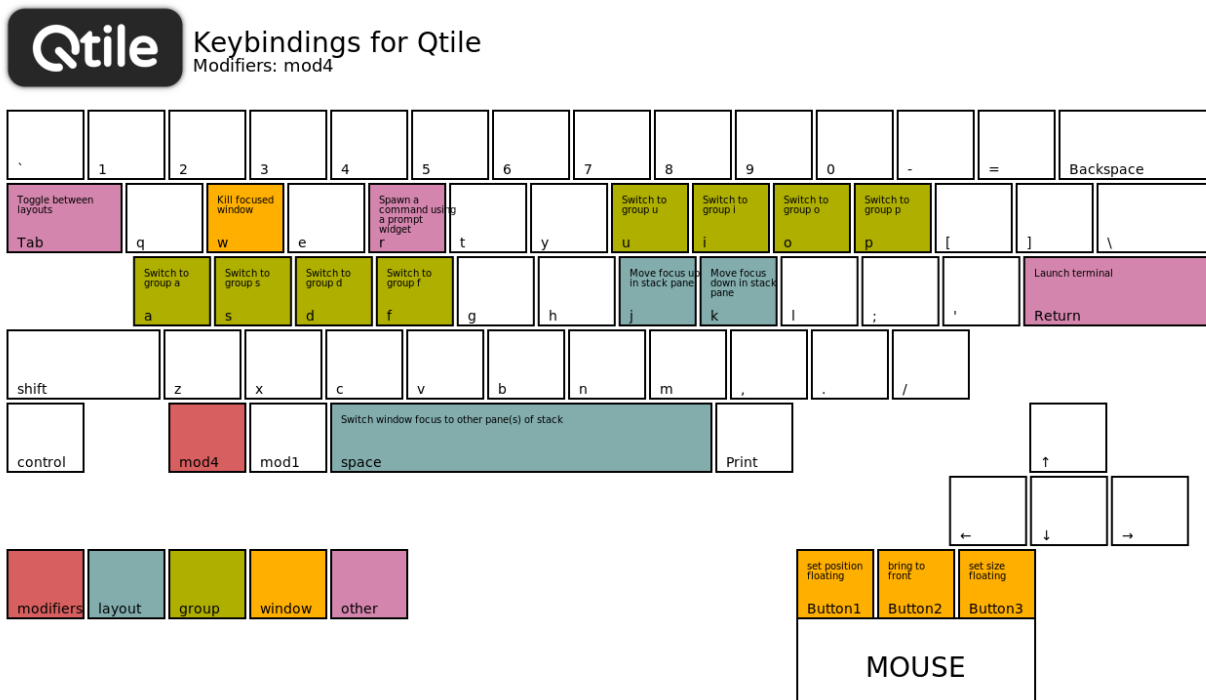 Qtile
Keybindings for Qtile
Modifiers: mod4
` 1 2 3 4 5 6 7 8 9 0 - = Backspace
Toggle between
layouts
Tab
q
Kill focused
window
w
e
Spawn a
command using
a prompt
widget
r
t
y
Switch to
group u
u
Switch to
group i
i
Switch to
group o
o
Switch to
group p
p
[
]
\
Switch to
group a
a
Switch to
group s
s
Switch to
group d
d
Switch to
group f
f
g
h
Move focus up
in stack pane
j
Move focus
down in stack
pane
k
l
;
'
Launch terminal
Return
shift z x c v b n m , . /
control
mod4
mod1
Switch window focus to other pane(s) of stack
space
Print
↑
← ↓ →
modifiers layout group window other
set position
floating
Button1
bring to
front
Button2
set size
floating
Button3
MOUSE